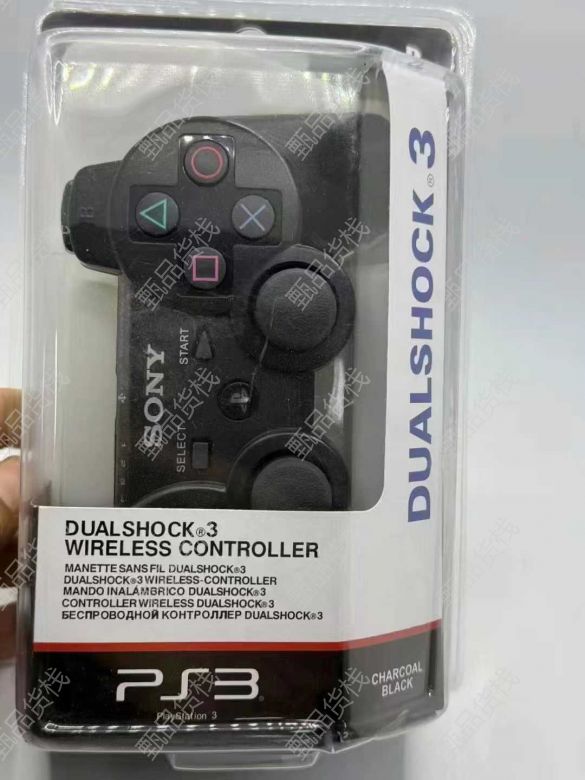 DUALSHOCK®3
SONY
START
SELECT
DUALSHOCK®3
WIRELESS CONTROLLER
MANETTE SANS FIL DUALSHOCK®3
DUALSHOCK®3 WIRELESS-CONTROLLER
MANDO INALÁMBRICO DUALSHOCK®3
CONTROLLER WIRELESS DUALSHOCK®3
БЕСПРОВОДНОЙ КОНТРОЛЛЕР DUALSHOCK®3
PS3
PlayStation 3
CHARCOAL
BLACK
甄品货栈